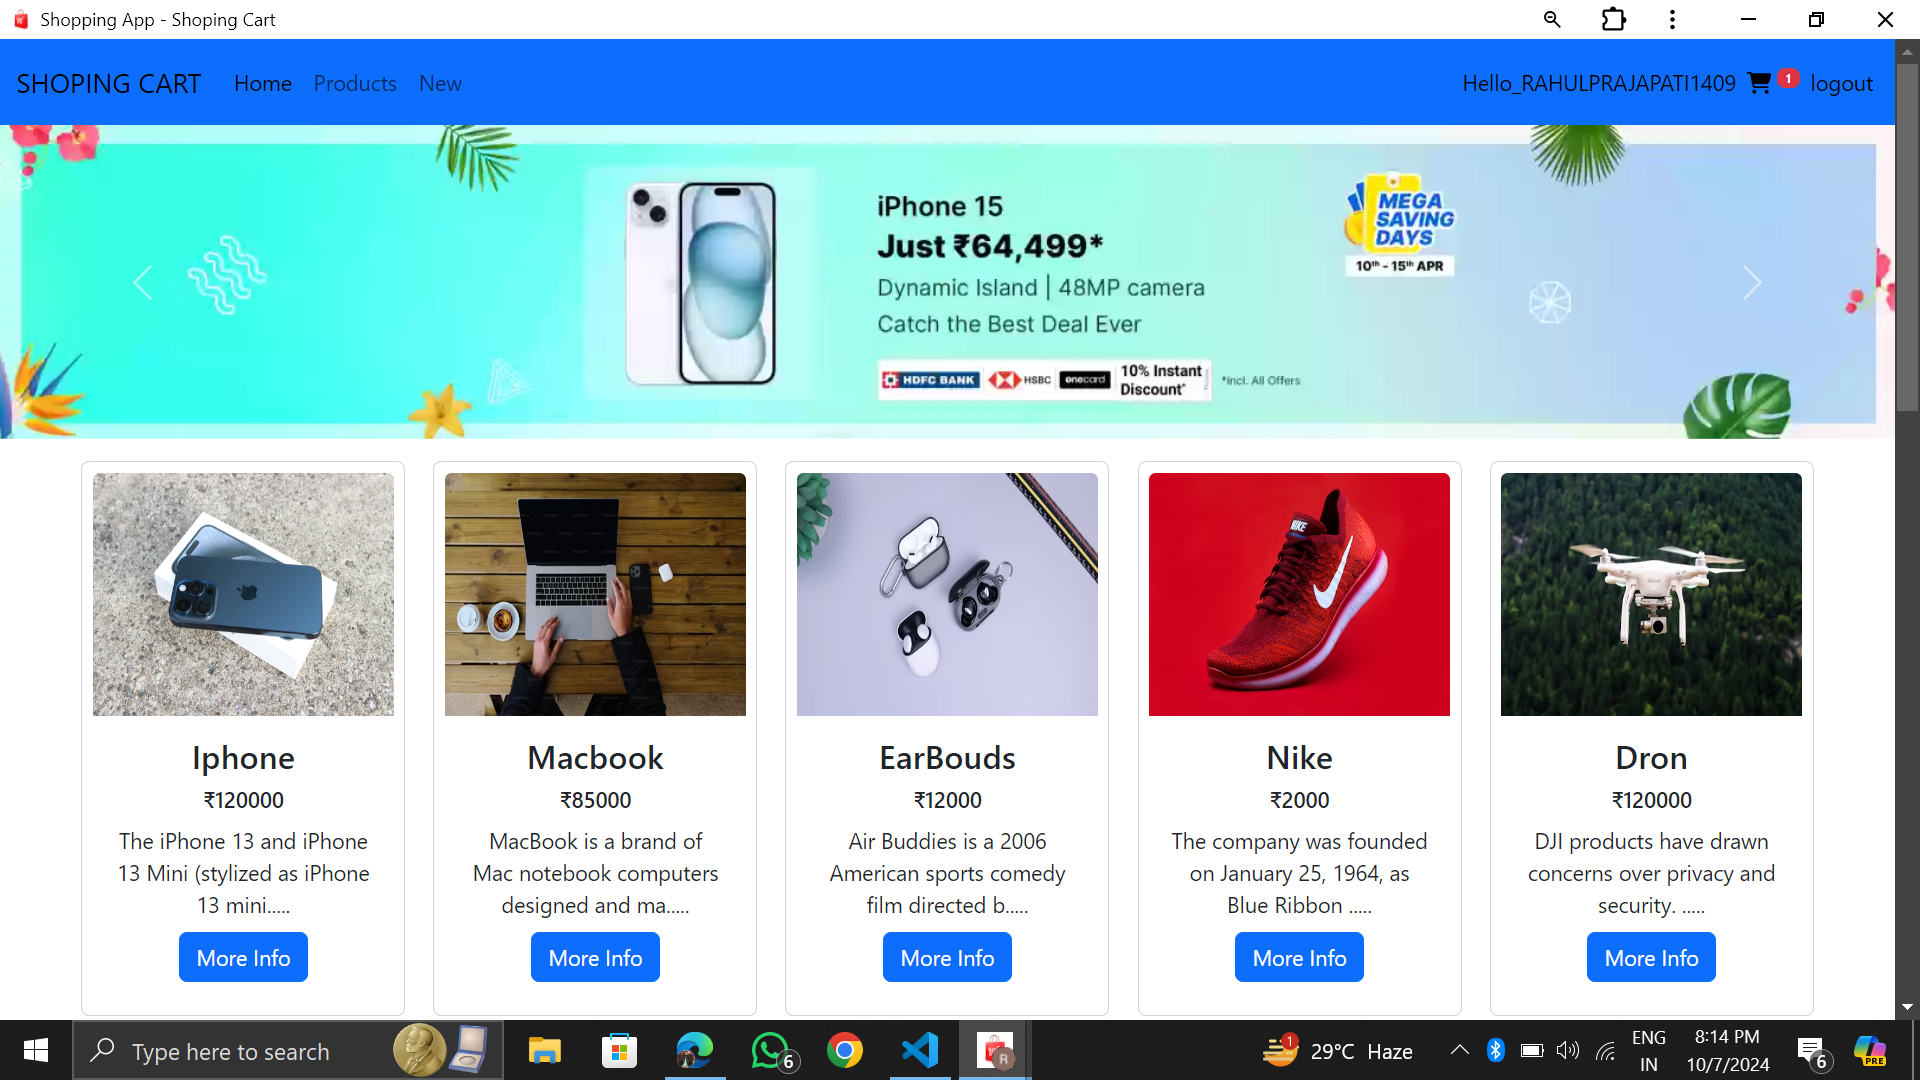 Shopping App - Shoping Cart
SHOPING CART Home Products New Hello_RAHULPRAJAPATI1409 1 logout
iPhone 15
Just ₹64,499*
Dynamic Island | 48MP camera
Catch the Best Deal Ever
HDFC BANK HSBC onecard 10% Instant Discount* *Incl. All Offers
MEGA
SAVING
DAYS
10th - 15th APR
NIKE
Iphone
₹120000
The iPhone 13 and iPhone
13 Mini (stylized as iPhone
13 mini.....
More Info
Macbook
₹85000
MacBook is a brand of
Mac notebook computers
designed and ma.....
More Info
EarBouds
₹12000
Air Buddies is a 2006
American sports comedy
film directed b.....
More Info
Nike
₹2000
The company was founded
on January 25, 1964, as
Blue Ribbon .....
More Info
Dron
₹120000
DJI products have drawn
concerns over privacy and
security. .....
More Info
Type here to search
6
R
1
29°C Haze
ENG
IN
8:14 PM
10/7/2024
6
PRE